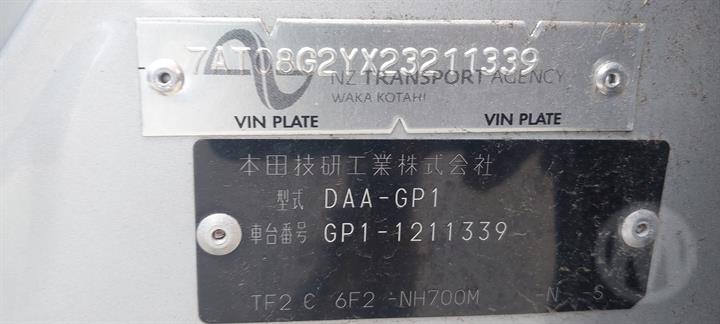 7AT08G2YX23211339
NZ TRANSPORT AGENCY
WAKA KOTAHI
VIN PLATE VIN PLATE
本田技研工業株式会社
型式 DAA-GP1
車台番号 GP1-1211339
TF2 C 6F2 -NH700M -N -S